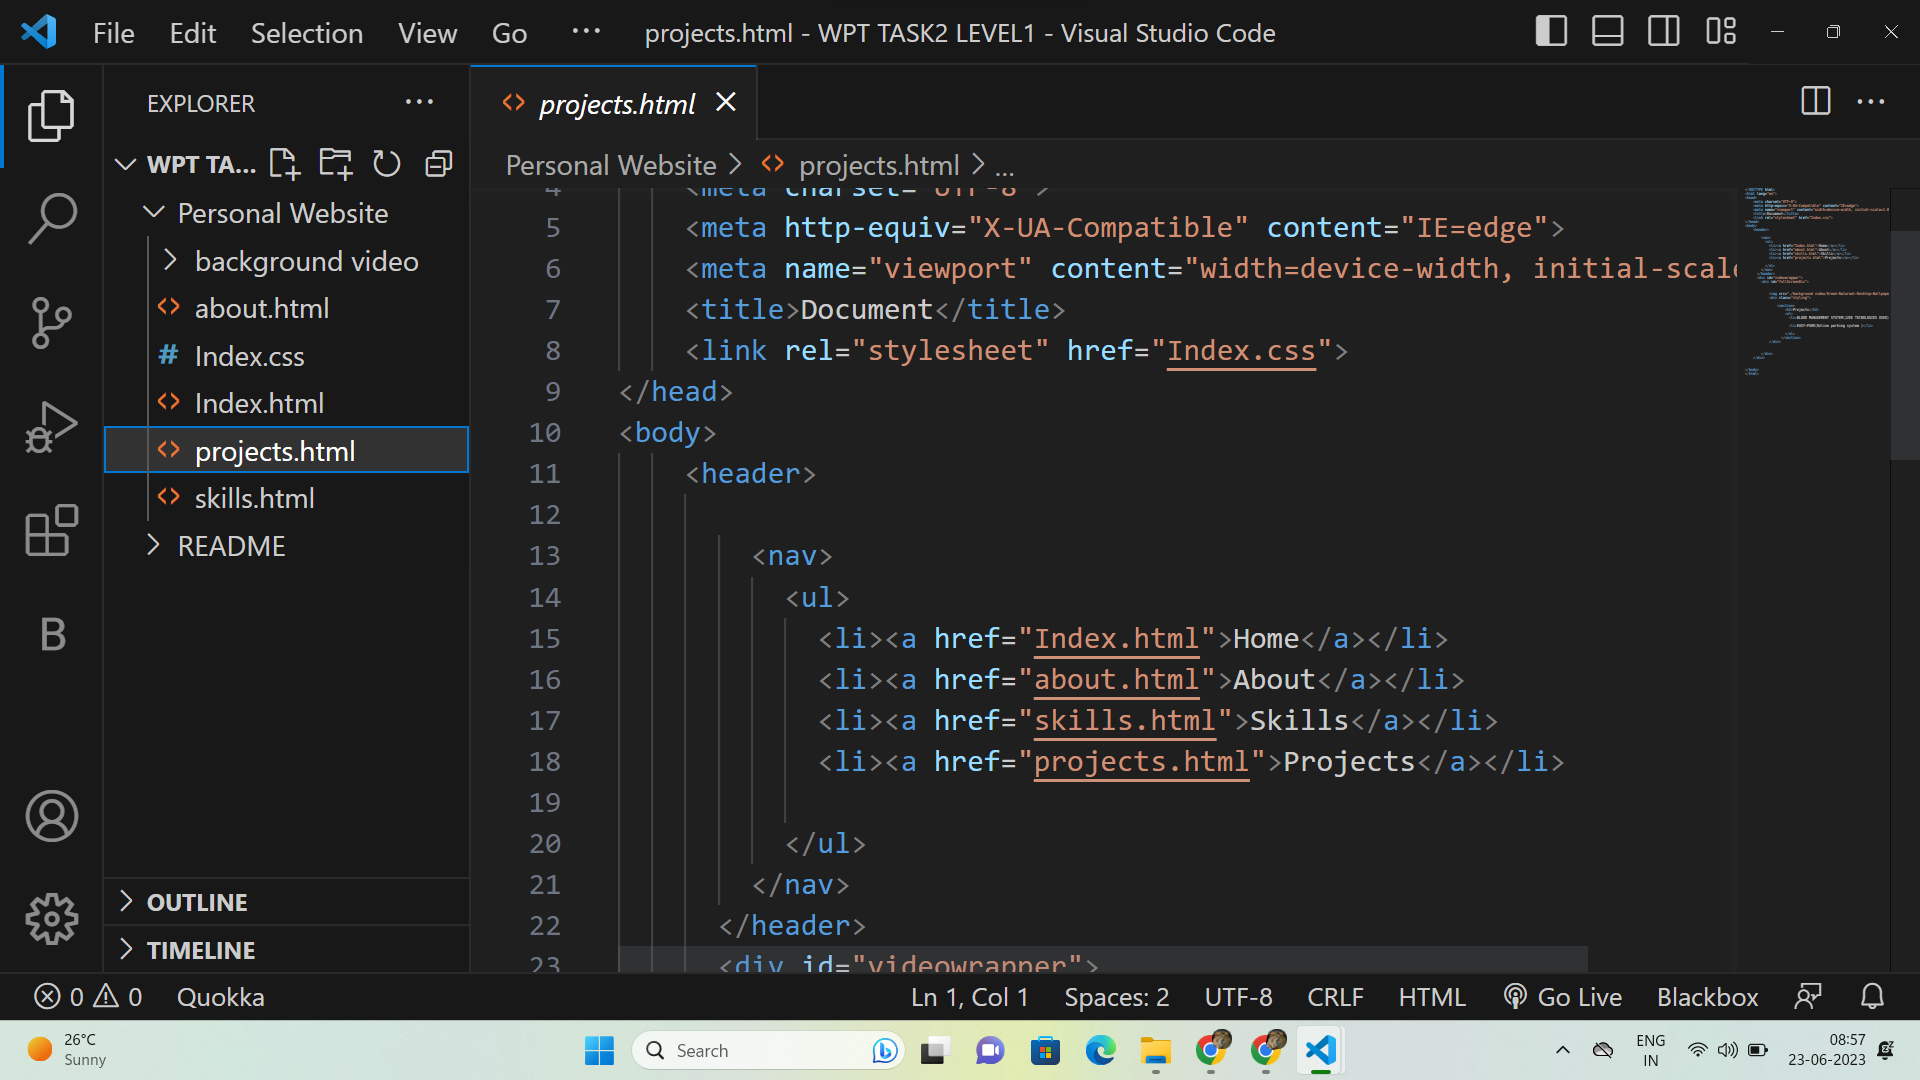 File Edit Selection View Go ... projects.html - WPT TASK2 LEVEL1 - Visual Studio Code
EXPLORER
WPT TA...
Personal Website
background video
about.html
# Index.css
Index.html
projects.html
skills.html
README
B
OUTLINE
TIMELINE
projects.html
Personal Website > projects.html > ...
4 <meta charset="UTF-8">
5 <meta http-equiv="X-UA-Compatible" content="IE=edge">
6 <meta name="viewport" content="width=device-width, initial-scale
7 <title>Document</title>
8 <link rel="stylesheet" href="Index.css">
9 </head>
10 <body>
11 <header>
12
13 <nav>
14 <ul>
15 <li><a href="Index.html">Home</a></li>
16 <li><a href="about.html">About</a></li>
17 <li><a href="skills.html">Skills</a></li>
18 <li><a href="projects.html">Projects</a></li>
19
20 </ul>
21 </nav>
22 </header>
23 <div id="videowrapper">
0 0 Quokka Ln 1, Col 1 Spaces: 2 UTF-8 CRLF HTML Go Live Blackbox
26°C
Sunny
Search
ENG
IN
08:57
23-06-2023